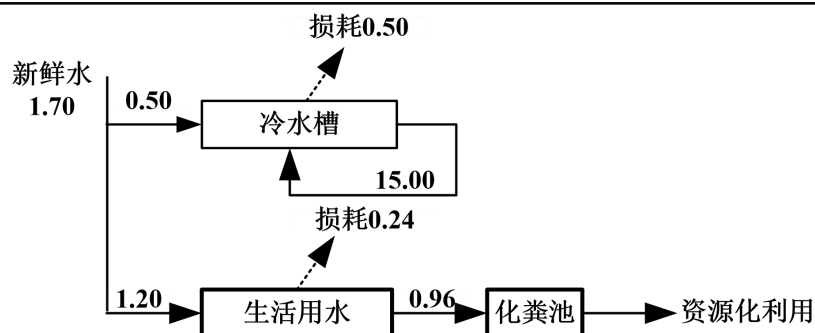 损耗0.50
新鲜水
1.70
0.50
冷水槽
15.00
损耗0.24
1.20
生活用水
0.96
化粪池
资源化利用